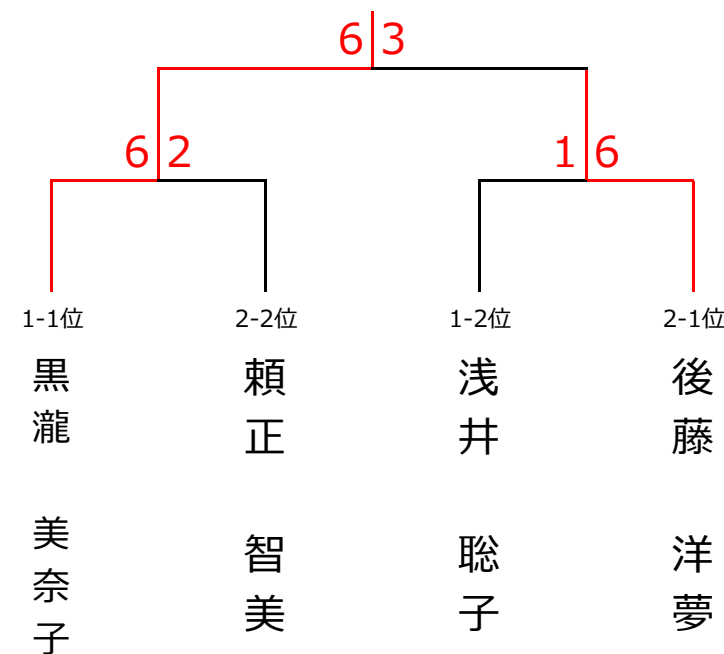 6 3
6 2
1 6
1-1位
2-2位
1-2位
2-1位
黒瀧 美奈子
頼正 智美
浅井 聡子
後藤 洋夢